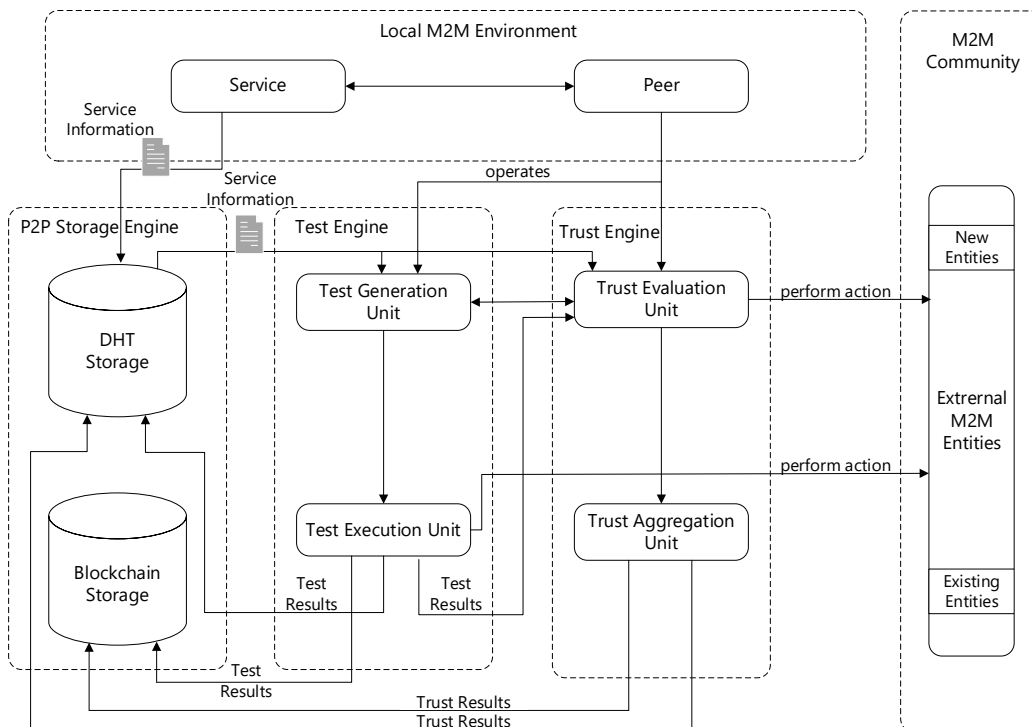 Local M2M Environment
M2M
Community
Service
Peer
Service
Information
operates
Service
Information
P2P Storage Engine
Test Engine
Trust Engine
New
Entities
DHT
Storage
Test Generation
Unit
Trust Evaluation
Unit
perform action
Extrernal
M2M
Entities
perform action
Test Execution Unit
Trust Aggregation
Unit
Blockchain
Storage
Test
Results
Test
Results
Existing
Entities
Test
Results
Trust Results
Trust Results